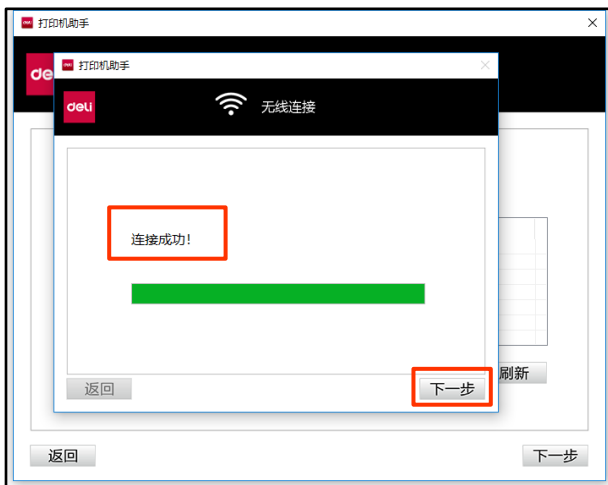 打印机助手
de
打印机助手
deli
无线连接
连接成功！
刷新
返回
下一步
返回
下一步